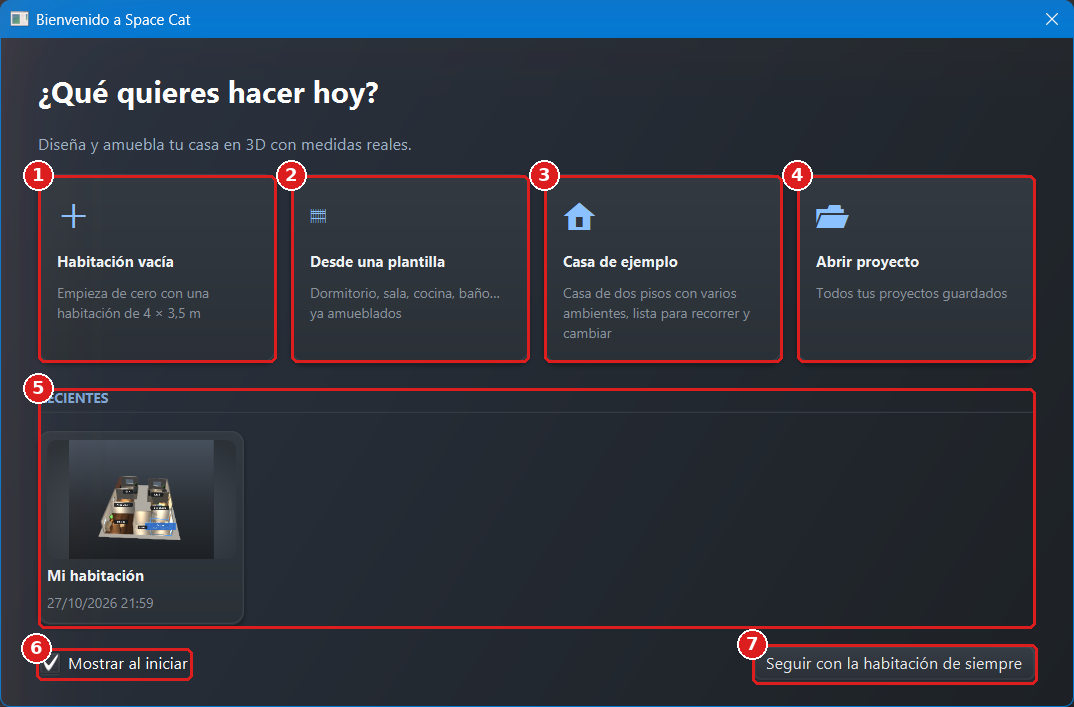 Bienvenido a Space Cat
¿Qué quieres hacer hoy?
Diseña y amuebla tu casa en 3D con medidas reales.
1
2
3
4
Habitación vacía
Empieza de cero con una
habitación de 4 × 3,5 m
Desde una plantilla
Dormitorio, sala, cocina, baño...
ya amueblados
Casa de ejemplo
Casa de dos pisos con varios
ambientes, lista para recorrer y
cambiar
Abrir proyecto
Todos tus proyectos guardados
5
ECIENTES
Mi habitación
27/10/2026 21:59
6
Mostrar al iniciar
7
Seguir con la habitación de siempre